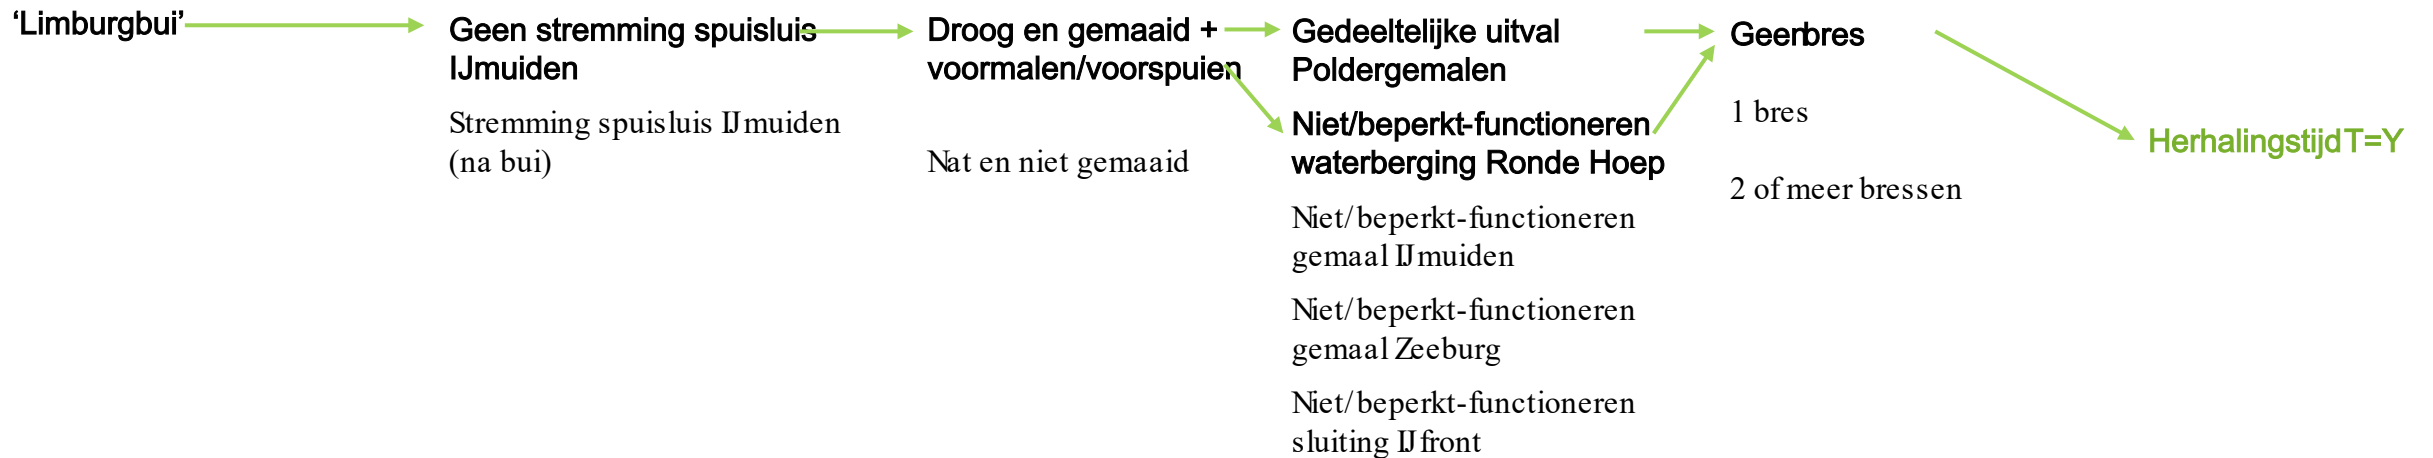 ‘Limburgbui’
Geen stremming spuisluis
IJmuiden
Stremming spuisluis IJmuiden
(na bui)
Droog en gemaaid +
voormalen/voorspuien
Nat en niet gemaaid
Gedeeltelijke uitval
Poldergemalen
Niet/beperkt-functioneren
waterberging Ronde Hoep
Niet/beperkt-functioneren
gemaal IJmuiden
Niet/beperkt-functioneren
gemaal Zeeburg
Niet/beperkt-functioneren
sluiting IJfront
Geen bres
1 bres
2 of meer bressen
Herhalingstijd T=Y